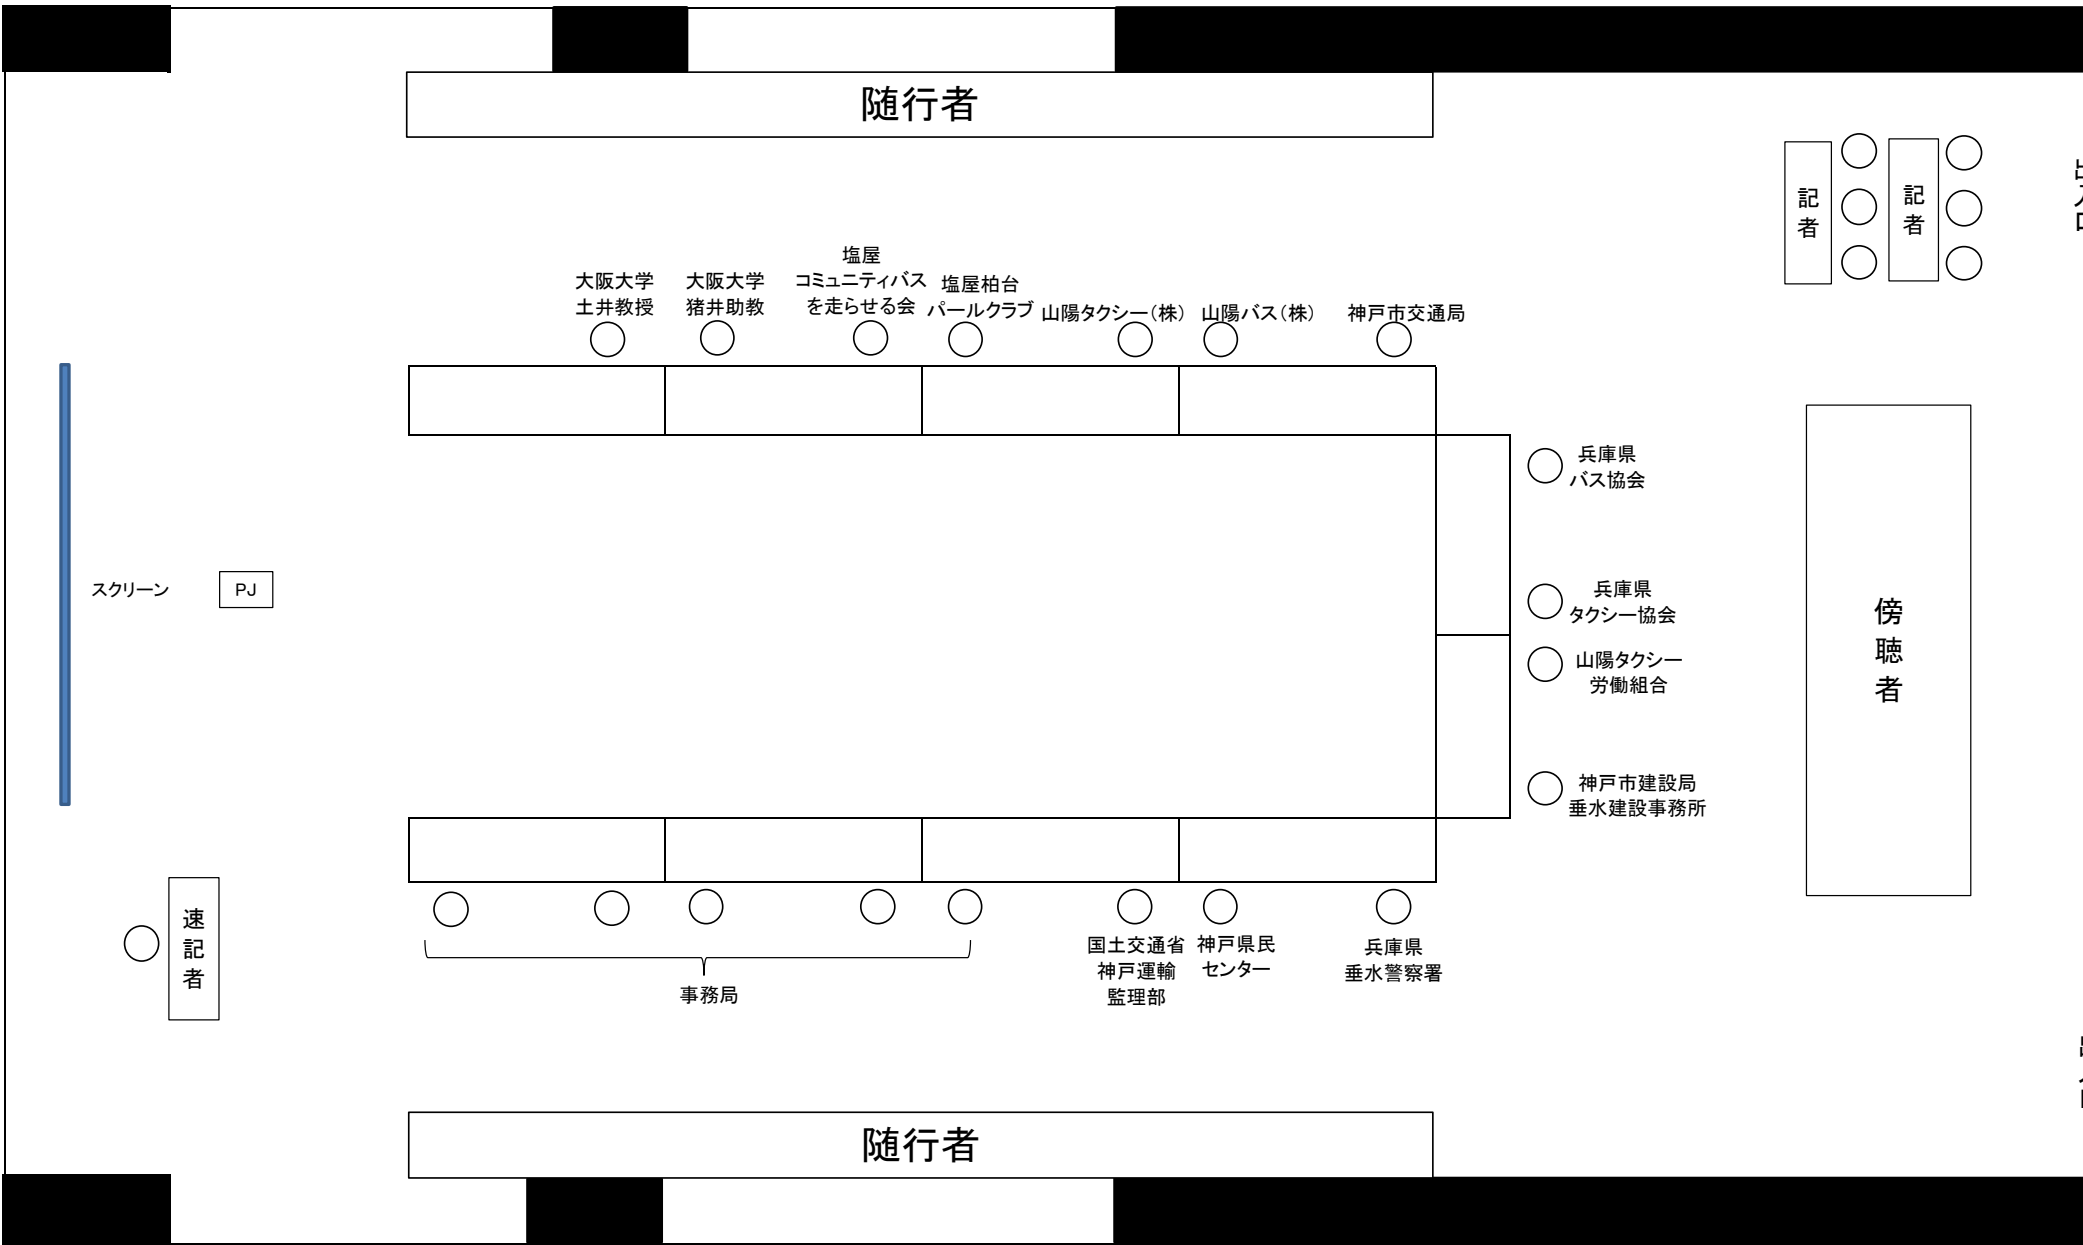 随行者
記者
記者
出入口
大阪大学
土井教授
大阪大学
猪井助教
塩屋
コミュニティバス
を走らせる会
塩屋柏台
パールクラブ
山陽タクシー（株）
山陽バス（株）
神戸市交通局
兵庫県
バス協会
兵庫県
タクシー協会
山陽タクシー
労働組合
神戸市建設局
垂水建設事務所
傍聴者
スクリーン
PJ
速記者
事務局
国土交通省
神戸運輸
監理部
神戸県民
センター
兵庫県
垂水警察署
随行者